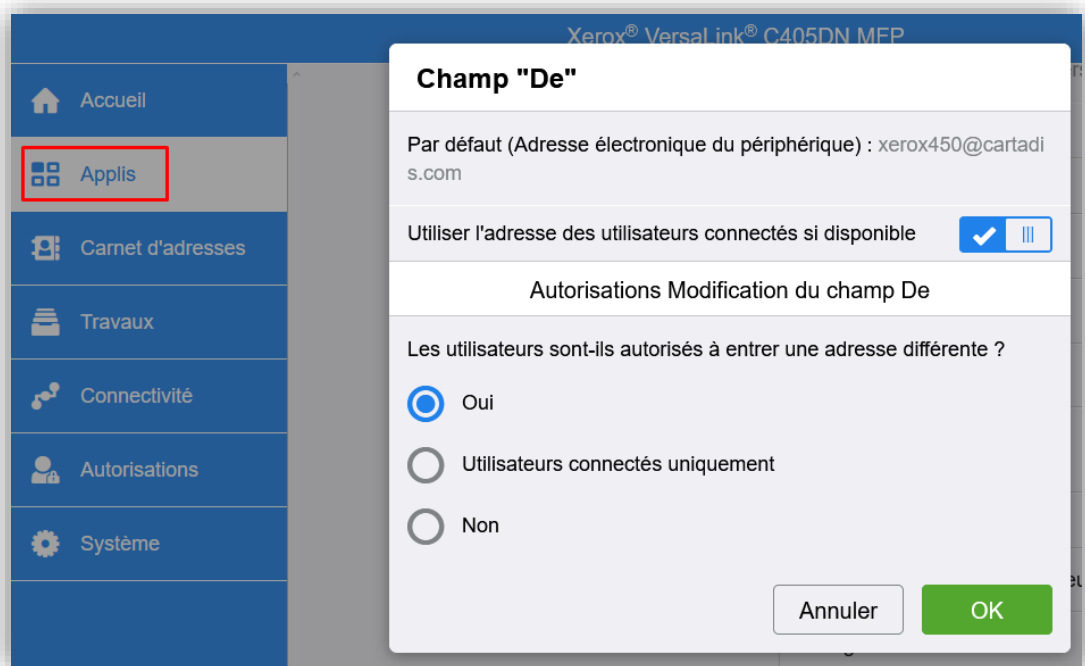 Xerox® VersaLink® C405DN MFP
Accueil
Applis
Carnet d'adresses
Travaux
Connectivité
Autorisations
Système
Champ "De"
Par défaut (Adresse électronique du périphérique) : xerox450@cartadi
s.com
Utiliser l'adresse des utilisateurs connectés si disponible
Autorisations Modification du champ De
Les utilisateurs sont-ils autorisés à entrer une adresse différente ?
Oui
Utilisateurs connectés uniquement
Non
Annuler
OK